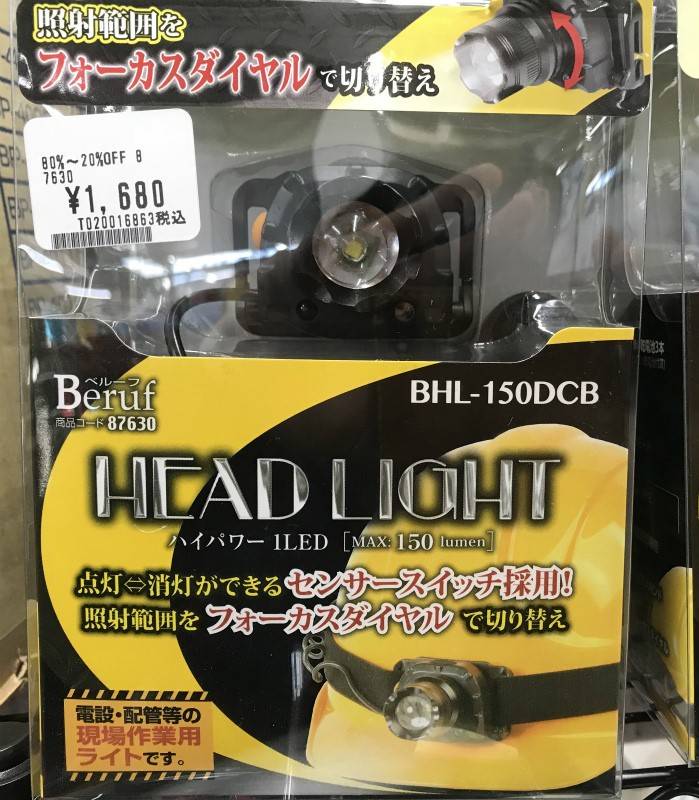 照射範囲を
フォーカスダイヤルで切り替え
80%～20%OFF 8
7630
¥1,680
T020016863税込
ベルーフ
Beruf
商品コード 87630
BHL-150DCB
HEAD LIGHT
ハイパワー 1LED [MAX: 150 lumen]
点灯⇔消灯ができるセンサースイッチ採用!
照射範囲をフォーカスダイヤルで切り替え
電設・配管等の
現場作業用
ライトです。